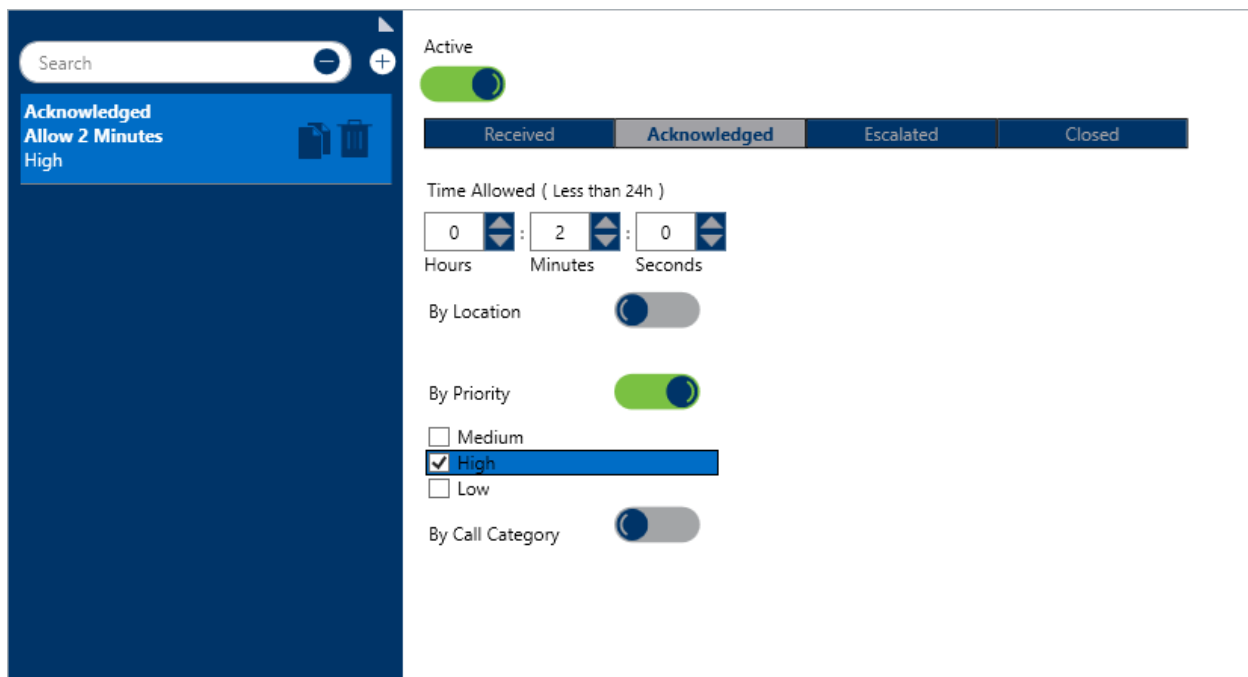 Search
Acknowledged
Allow 2 Minutes
High
Active
Received Acknowledged Escalated Closed
Time Allowed ( Less than 24h )
0 : 2 : 0
Hours Minutes Seconds
By Location
By Priority
Medium
High
Low
By Call Category